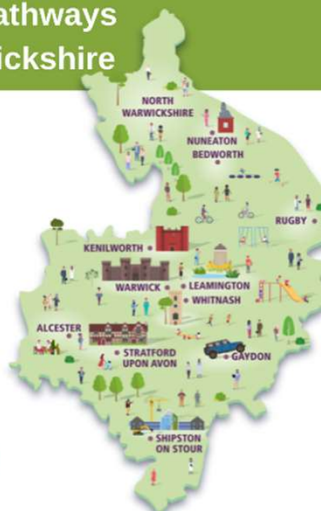 athways
ickshire
NORTH
WARWICKSHIRE
NUNEATON
BEDWORTH
RUGBY
KENILWORTH
WARWICK
LEAMINGTON
WHITNASH
ALCESTER
STRATFORD
UPON AVON
GAYDON
SHIPSTON
ON STOUR